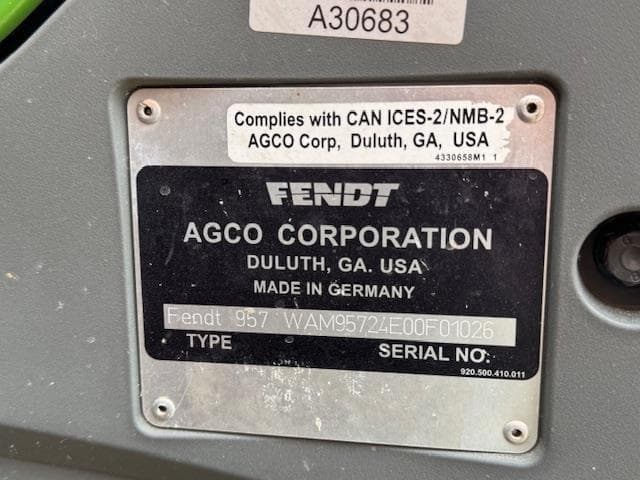 A30683
Complies with CAN ICES-2/NMB-2
AGCO Corp, Duluth, GA, USA
4330658M1 1
FENDT
AGCO CORPORATION
DULUTH, GA. USA
MADE IN GERMANY
Fendt 957 WAM95724E00F01026
TYPE SERIAL NO.
920.500.410.011